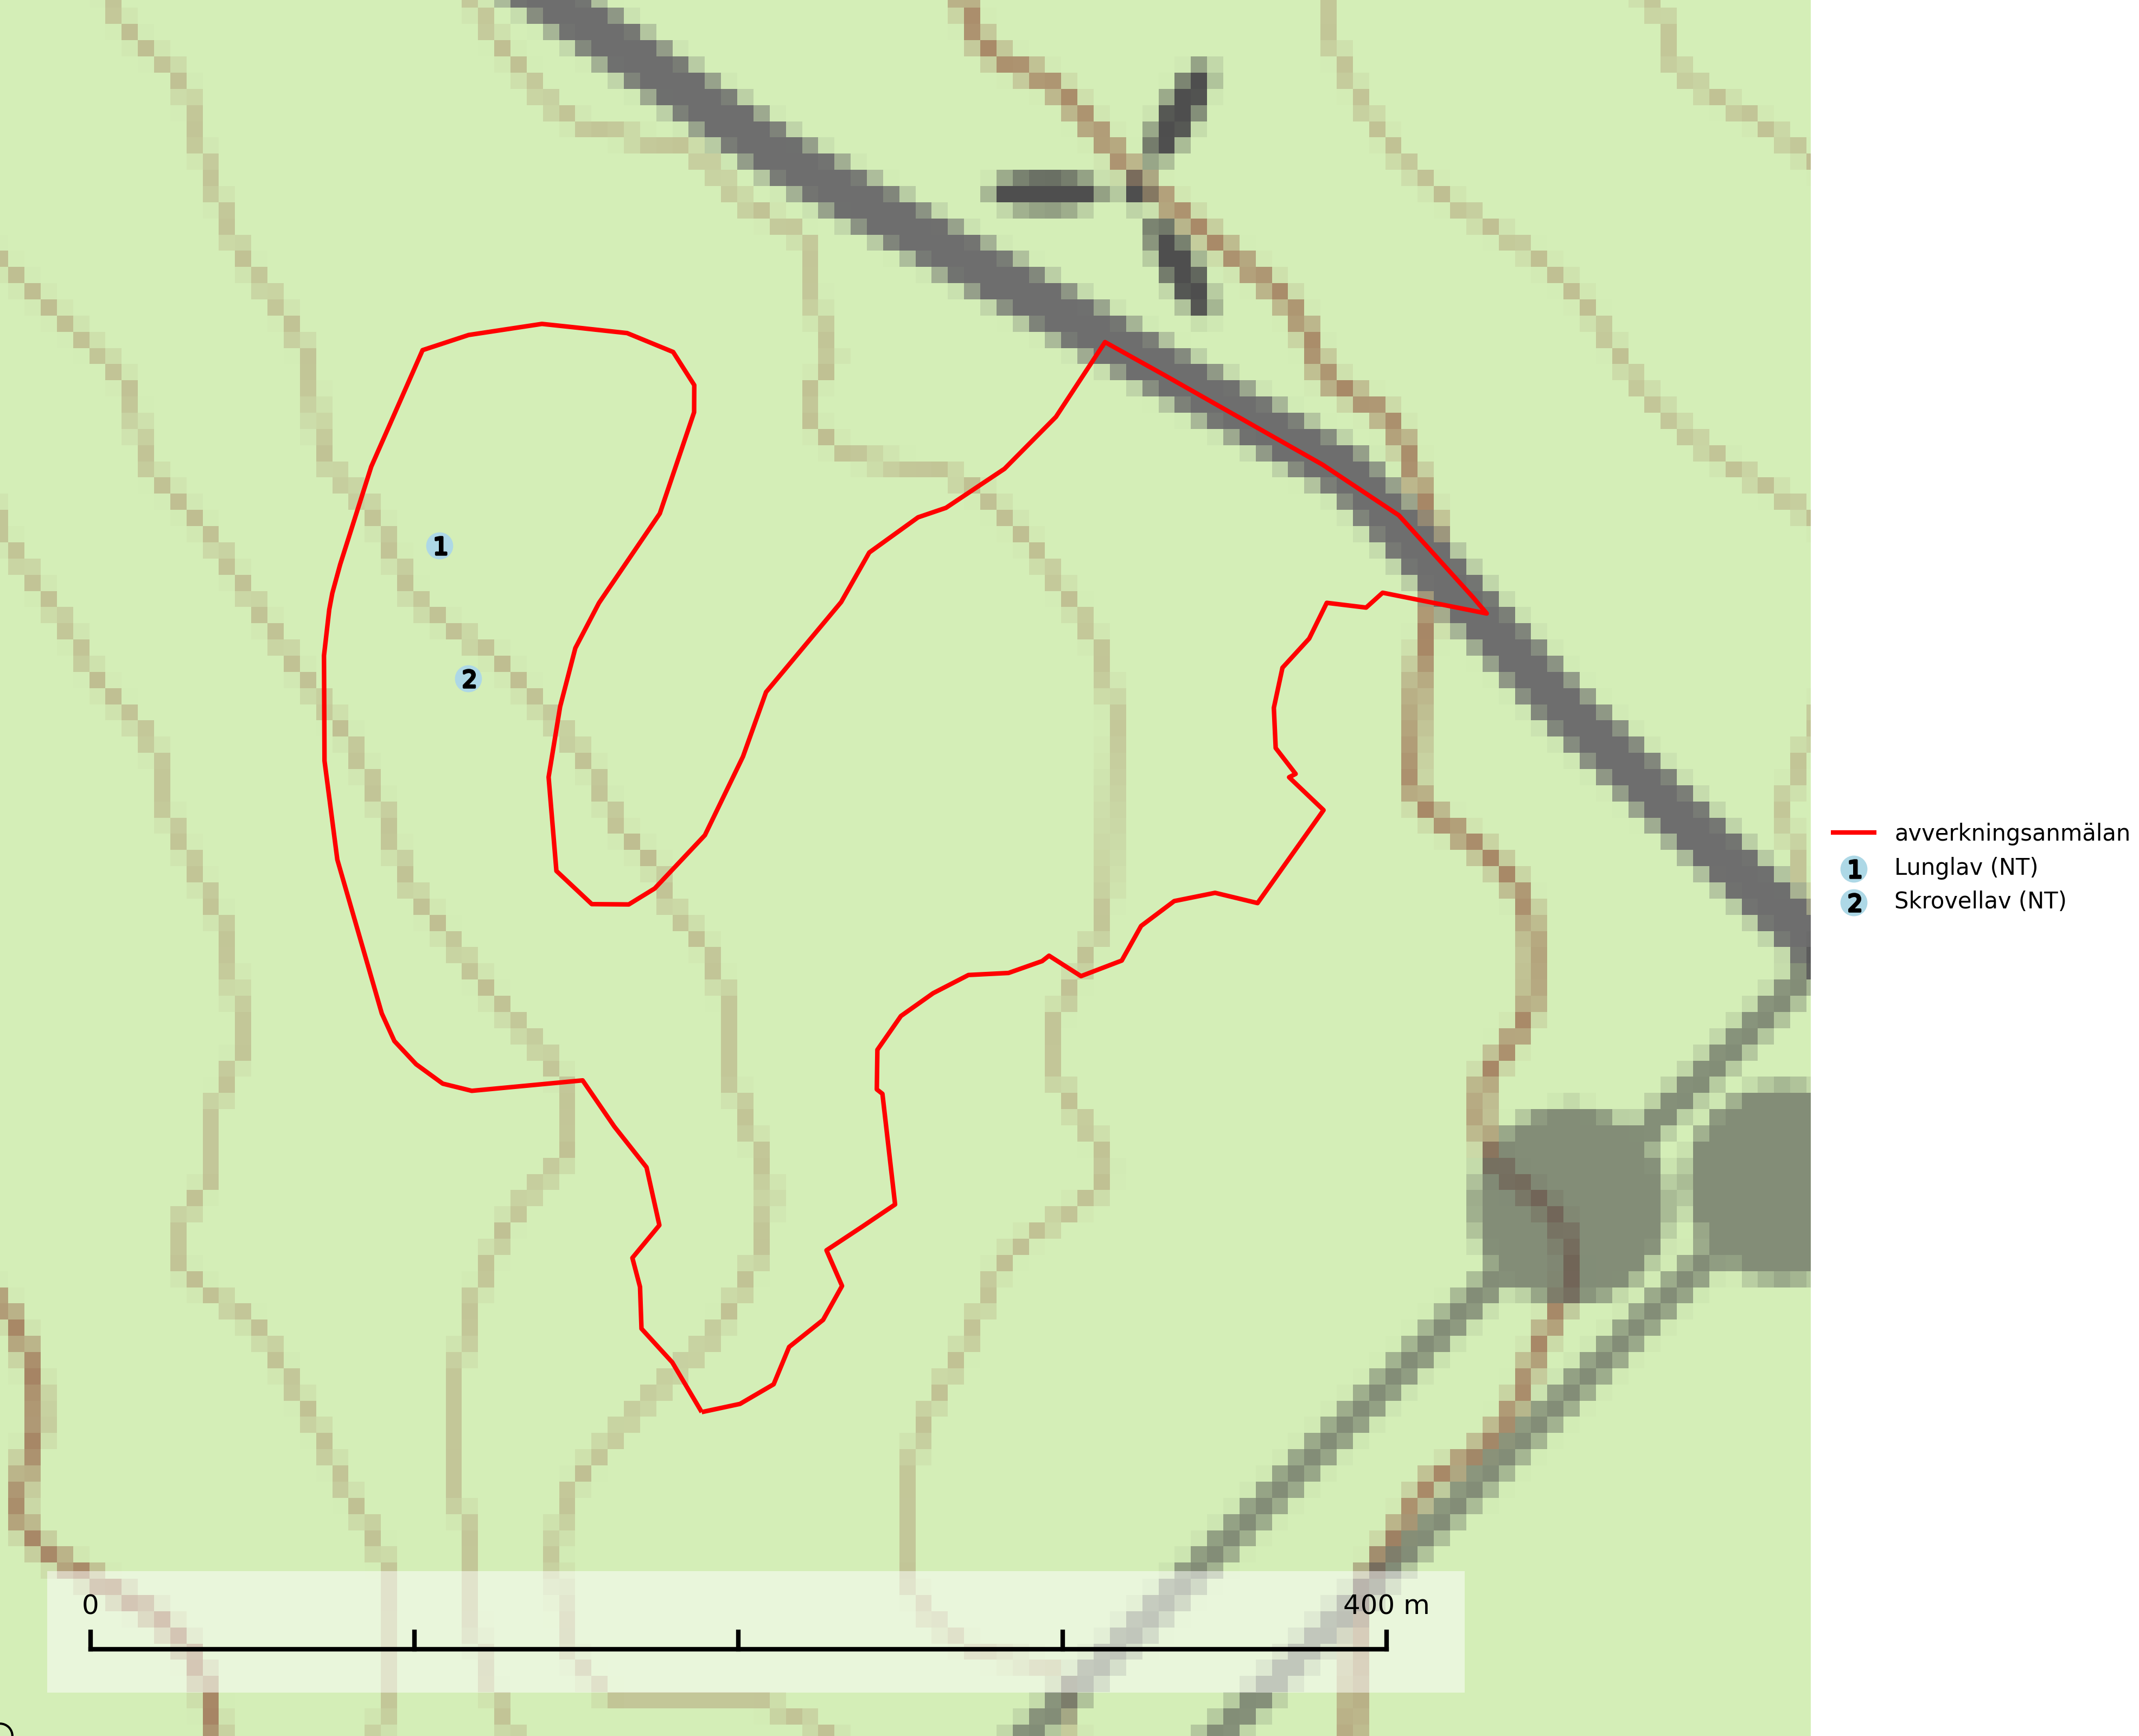 1
2
avverkningsanmälan
1 Lunglav (NT)
2 Skrovellav (NT)
0 400 m